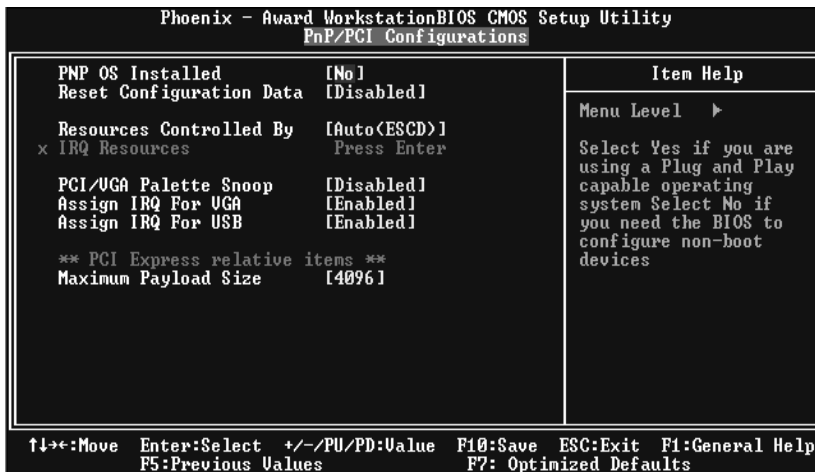 Phoenix - Award WorkstationBIOS CMOS Setup Utility
PnP/PCI Configurations
PNP OS Installed [No]
Reset Configuration Data [Disabled]
Resources Controlled By [Auto(ESCD)]
x IRQ Resources Press Enter
PCI/VGA Palette Snoop [Disabled]
Assign IRQ For VGA [Enabled]
Assign IRQ For USB [Enabled]
** PCI Express relative items **
Maximum Payload Size [4096]
Item Help
Menu Level ►
Select Yes if you are
using a Plug and Play
capable operating
system Select No if
you need the BIOS to
configure non-boot
devices
↑↓→←:Move Enter:Select +/-/PU/PD:Value F10:Save ESC:Exit F1:General Help
F5:Previous Values F7: Optimized Defaults